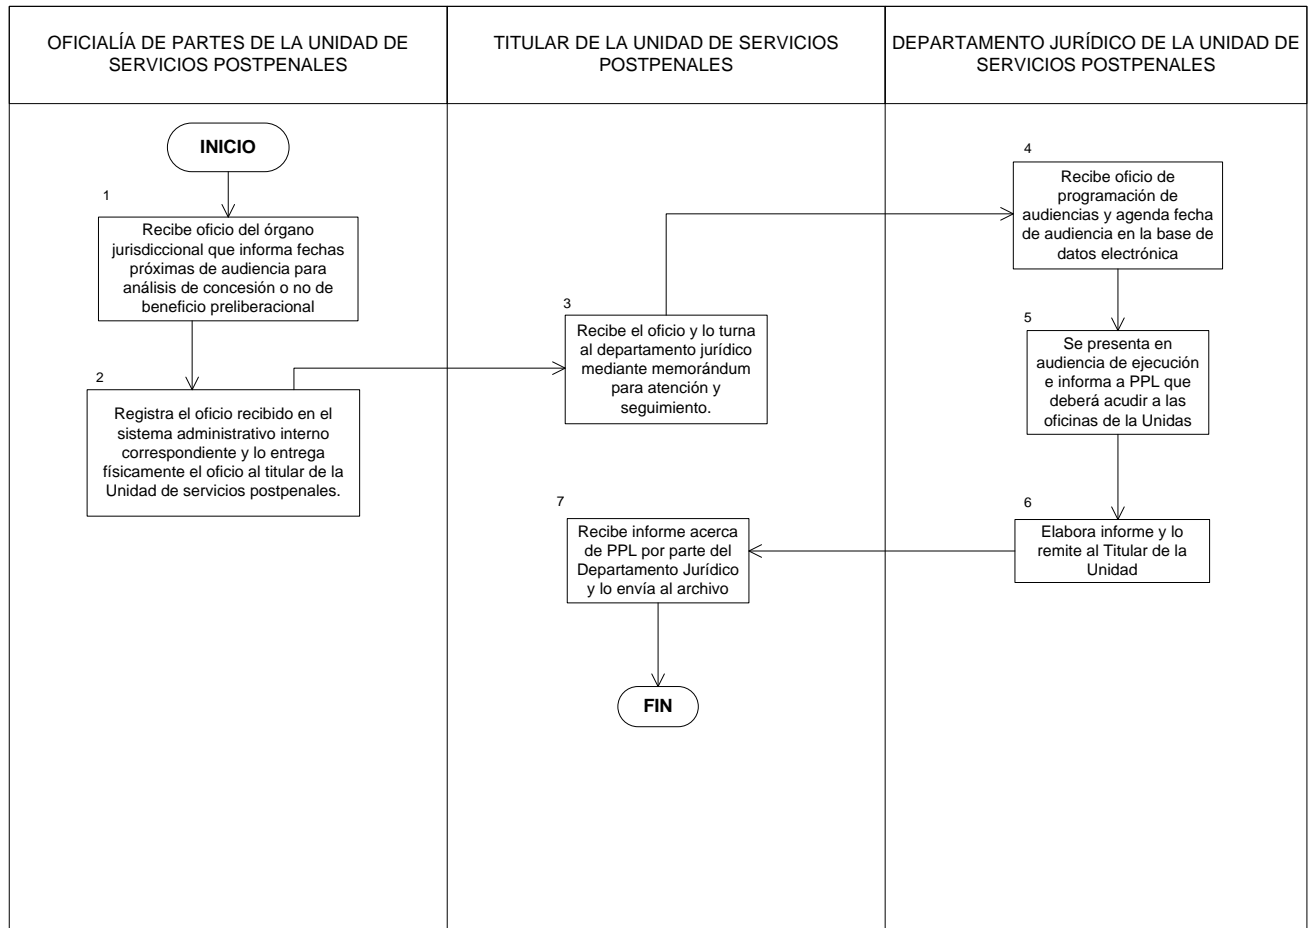 OFICIALÍA DE PARTES DE LA UNIDAD DE
SERVICIOS POSTPENALES
TITULAR DE LA UNIDAD DE SERVICIOS
POSTPENALES
DEPARTAMENTO JURÍDICO DE LA UNIDAD DE
SERVICIOS POSTPENALES
INICIO
1
Recibe oficio del órgano
jurisdiccional que informa fechas
próximas de audiencia para
análisis de concesión o no de
beneficio preliberacional
2
Registra el oficio recibido en el
sistema administrativo interno
correspondiente y lo entrega
físicamente el oficio al titular de la
Unidad de servicios postpenales.
3
Recibe el oficio y lo turna
al departamento jurídico
mediante memorándum
para atención y
seguimiento.
4
Recibe oficio de
programación de
audiencias y agenda fecha
de audiencia en la base de
datos electrónica
5
Se presenta en
audiencia de ejecución
e informa a PPL que
deberá acudir a las
oficinas de la Unidas
6
Elabora informe y lo
remite al Titular de la
Unidad
7
Recibe informe acerca
de PPL por parte del
Departamento Jurídico
y lo envía al archivo
FIN